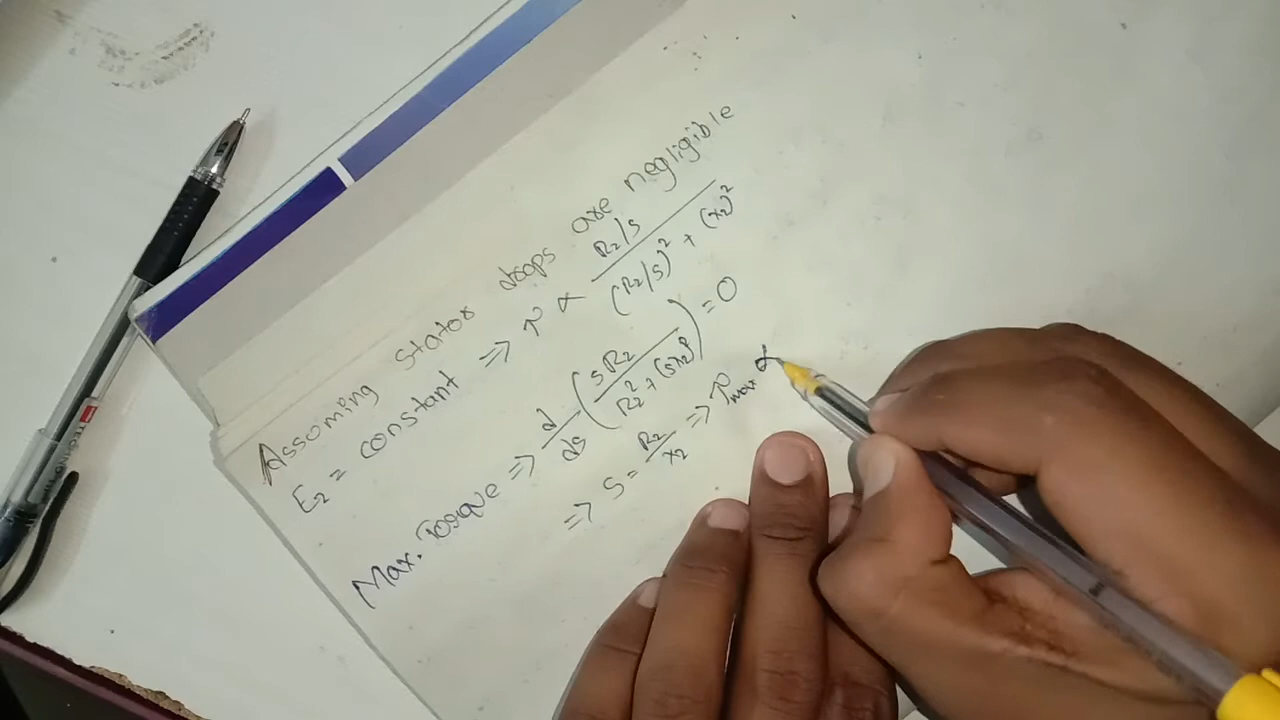 Assuming stator drops are negligible
E₂ = constant => τ ∝ (R₂/s) / ((R₂/s)² + (x₂)²)
Max. Torque => d/ds (sR₂ / (R₂² + (sx₂)²)) = 0
=> s = R₂/x₂ => τmax ∝